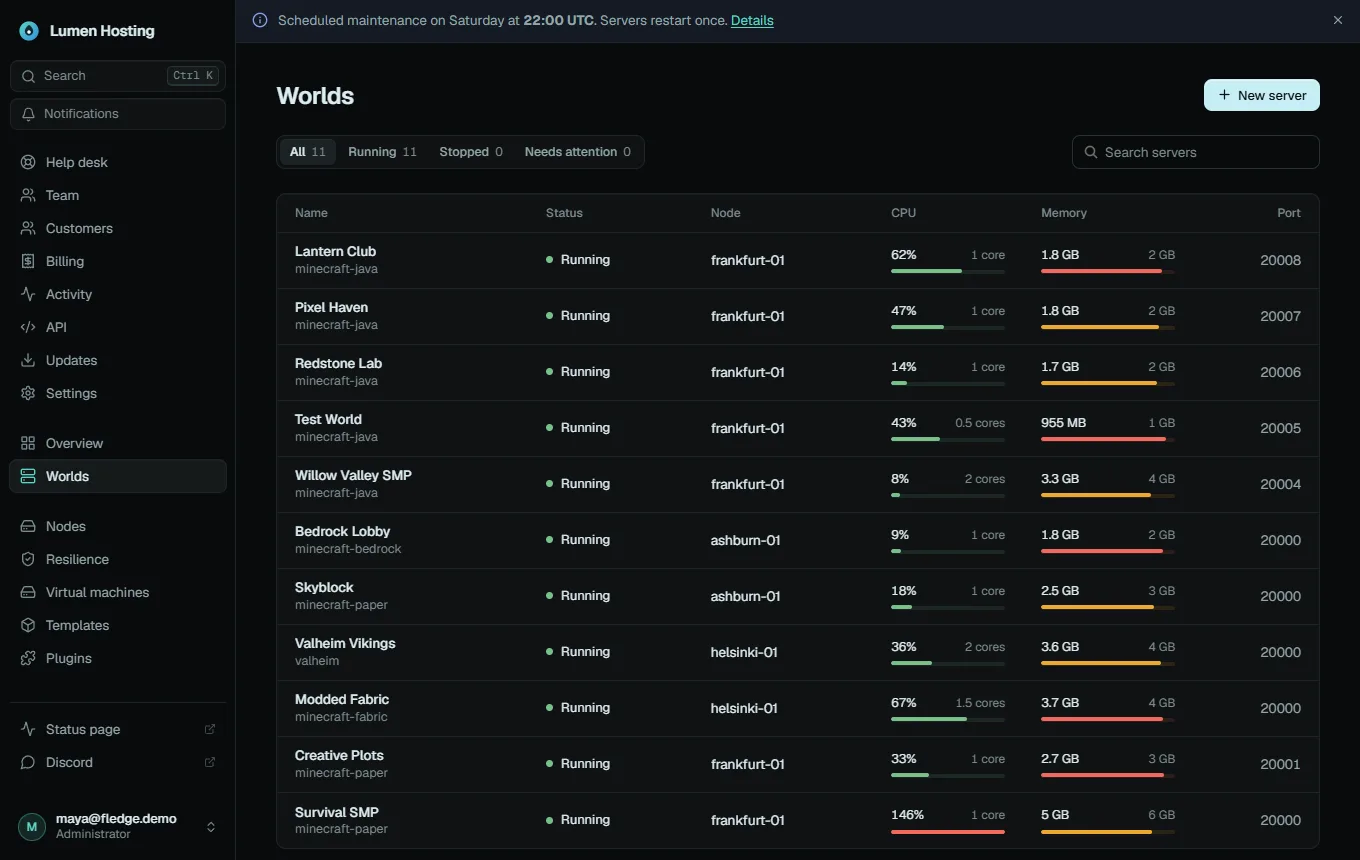 Lumen Hosting
Search Ctrl K
Notifications
Help desk
Team
Customers
Billing
Activity
API
Updates
Settings
Overview
Worlds
Nodes
Resilience
Virtual machines
Templates
Plugins
Status page
Discord
M
maya@fledge.demo
Administrator
Scheduled maintenance on Saturday at 22:00 UTC. Servers restart once. Details
Worlds
+ New server
All 11 Running 11 Stopped 0 Needs attention 0
Search servers
Name Status Node CPU Memory Port
Lantern Club
minecraft-java
Running frankfurt-01 62% 1 core 1.8 GB 2 GB 20008
Pixel Haven
minecraft-java
Running frankfurt-01 47% 1 core 1.8 GB 2 GB 20007
Redstone Lab
minecraft-java
Running frankfurt-01 14% 1 core 1.7 GB 2 GB 20006
Test World
minecraft-java
Running frankfurt-01 43% 0.5 cores 955 MB 1 GB 20005
Willow Valley SMP
minecraft-java
Running frankfurt-01 8% 2 cores 3.3 GB 4 GB 20004
Bedrock Lobby
minecraft-bedrock
Running ashburn-01 9% 1 core 1.8 GB 2 GB 20000
Skyblock
minecraft-paper
Running ashburn-01 18% 1 core 2.5 GB 3 GB 20000
Valheim Vikings
valheim
Running helsinki-01 36% 2 cores 3.6 GB 4 GB 20000
Modded Fabric
minecraft-fabric
Running helsinki-01 67% 1.5 cores 3.7 GB 4 GB 20000
Creative Plots
minecraft-paper
Running frankfurt-01 33% 1 core 2.7 GB 3 GB 20001
Survival SMP
minecraft-paper
Running frankfurt-01 146% 1 core 5 GB 6 GB 20000